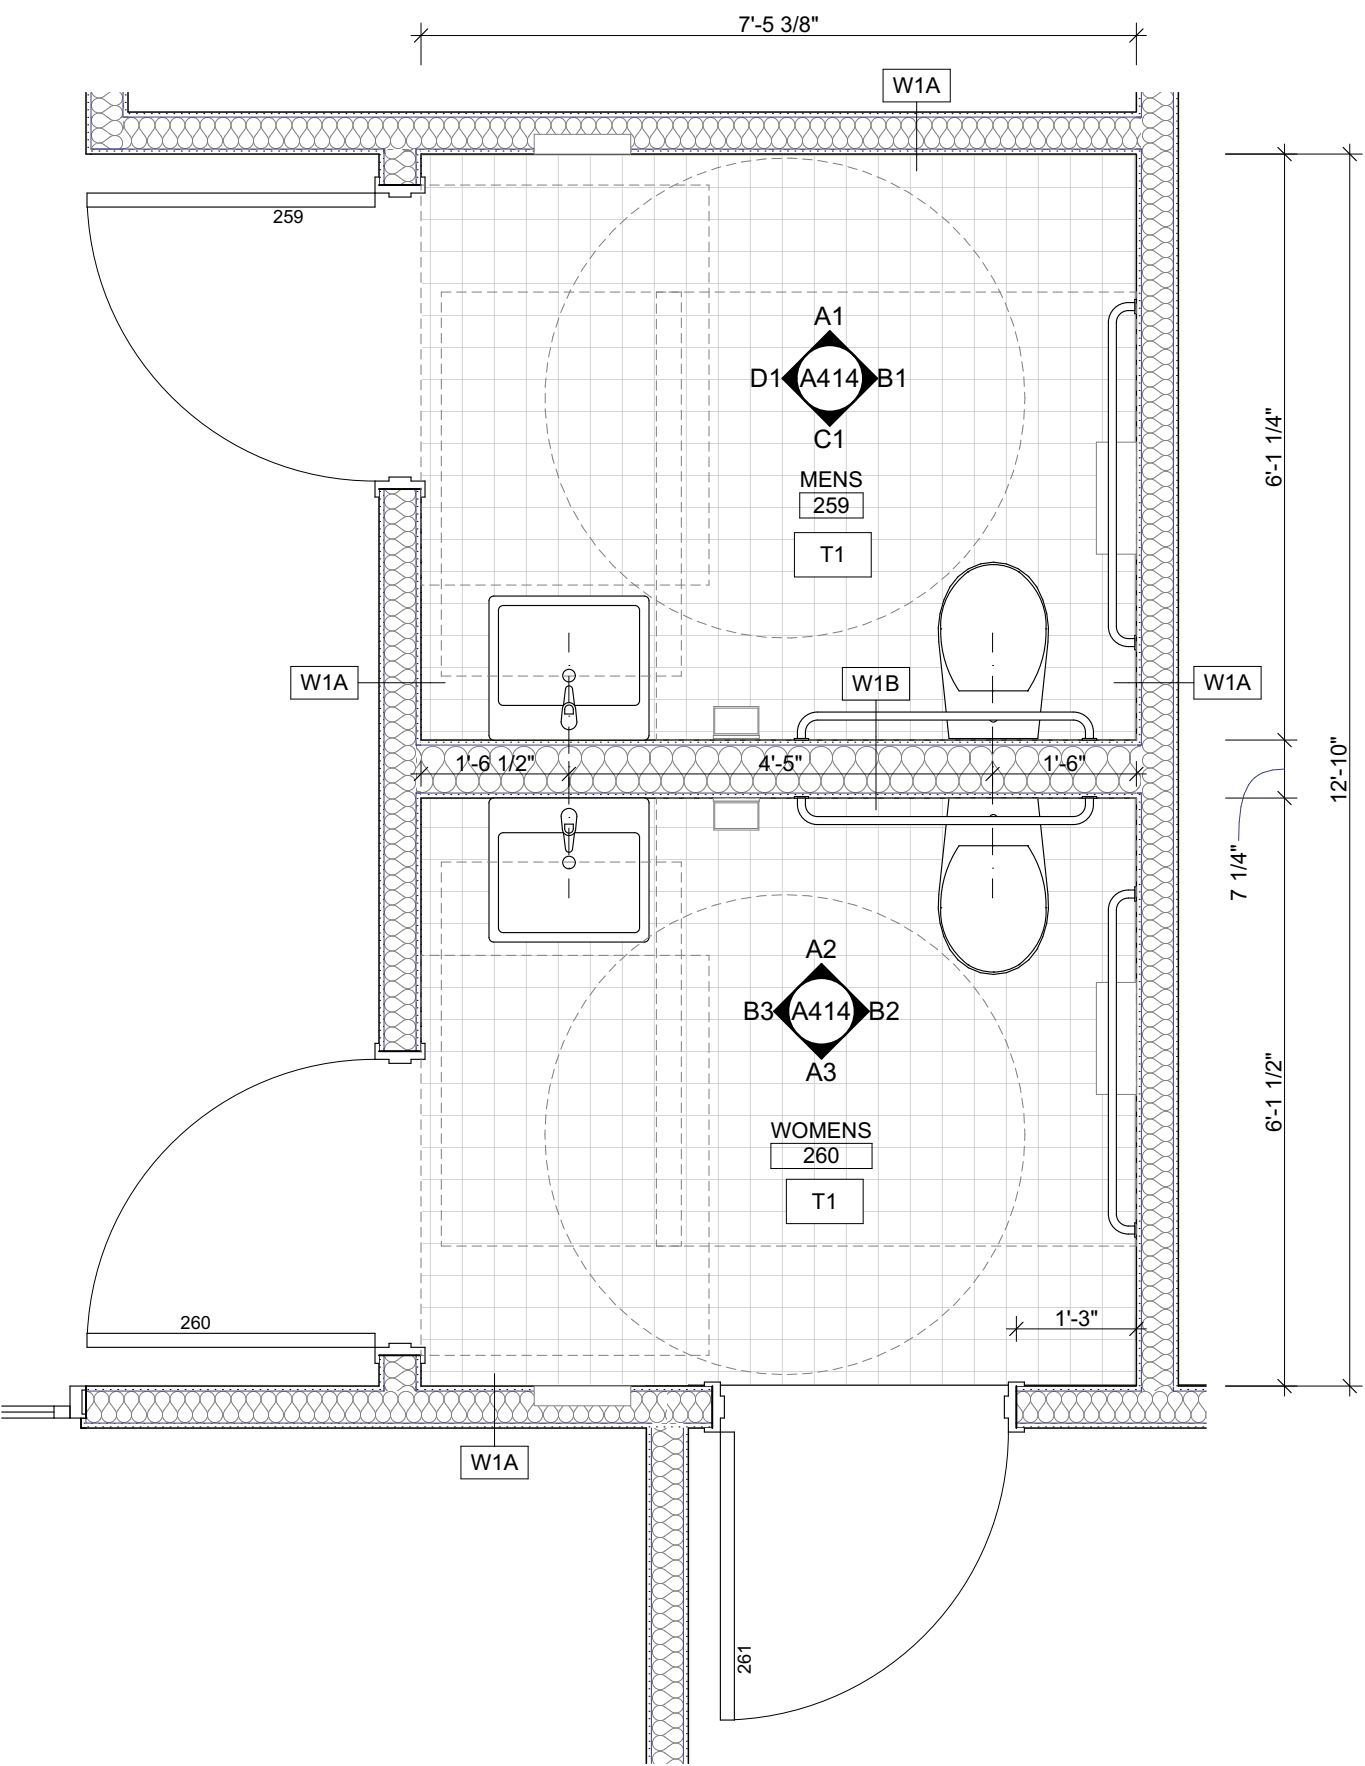 7'-5 3/8"
W1A
259
A1
D1 A414 B1
C1
MENS
259
T1
6'-1 1/4"
W1A
W1B
W1A
1'-6 1/2"
4'-5"
1'-6"
12'-10"
7 1/4"
A2
B3 A414 B2
A3
WOMENS
260
T1
6'-1 1/2"
260
1'-3"
W1A
261